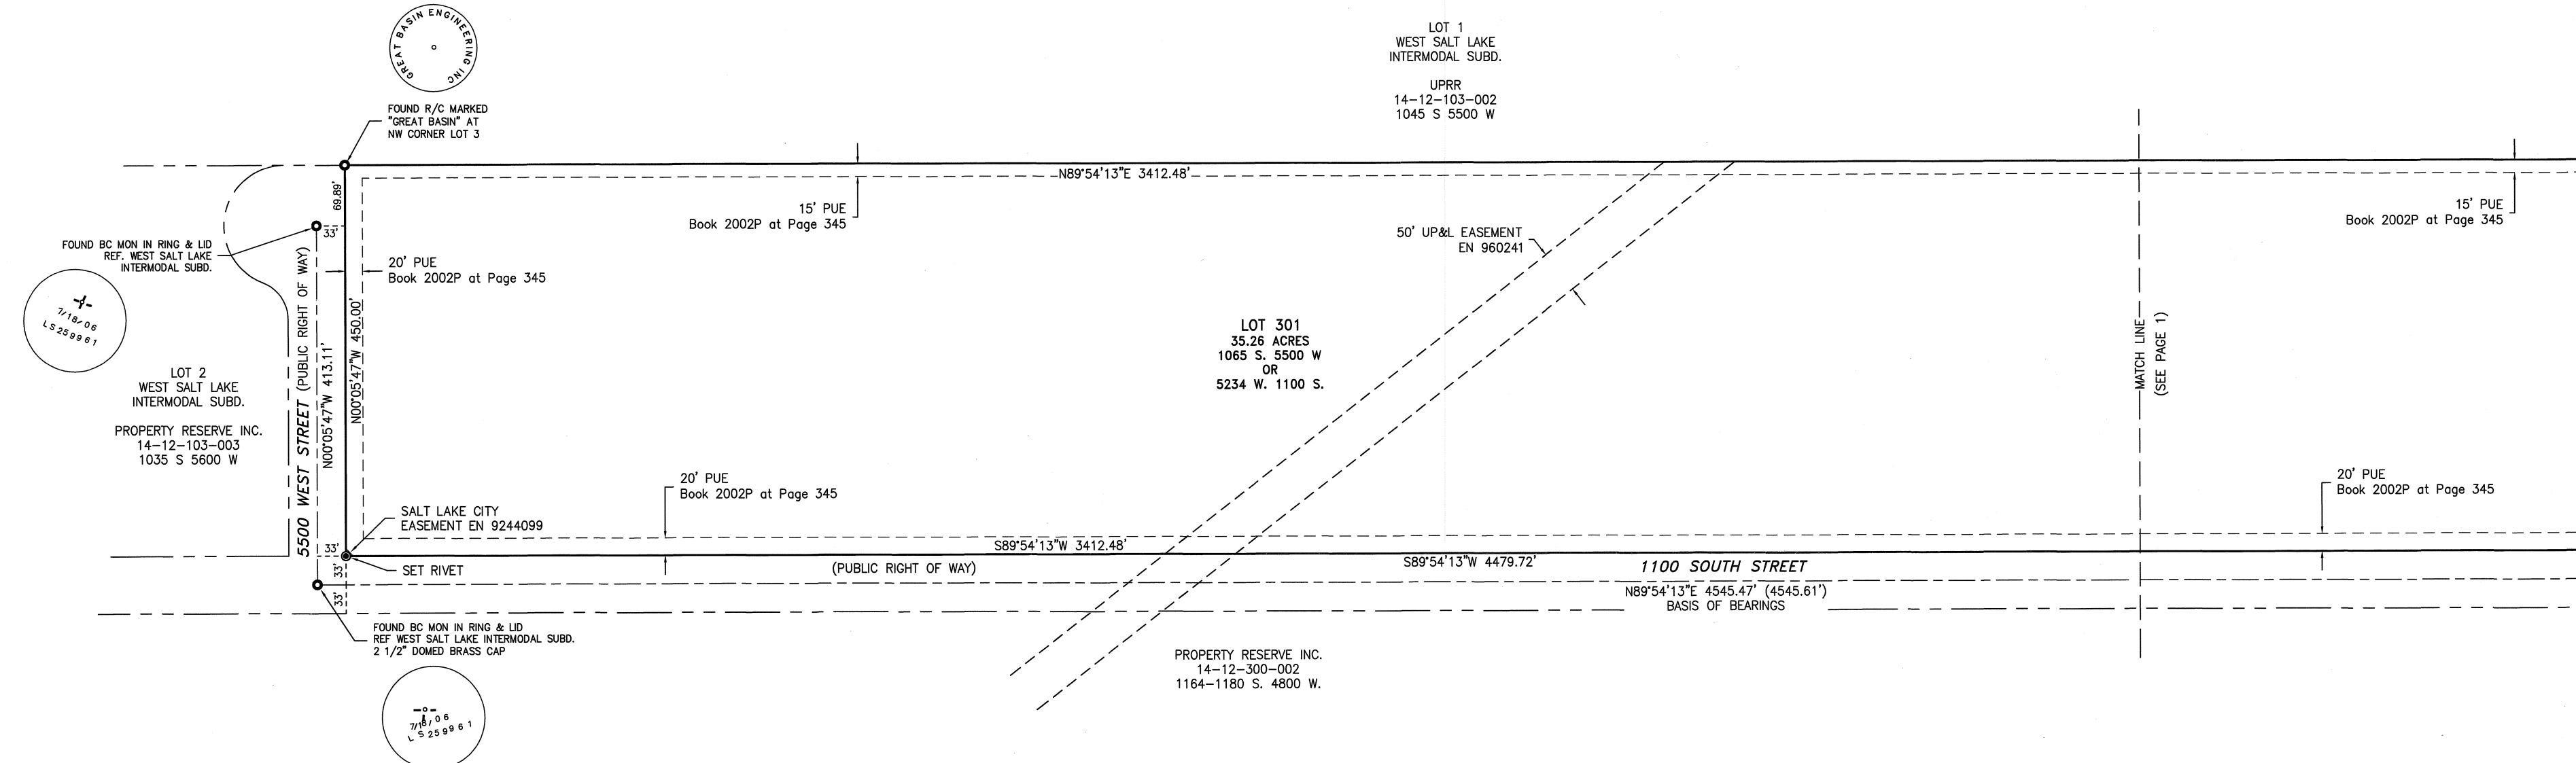 GREAT BASIN ENGINEERING INC
FOUND R/C MARKED
"GREAT BASIN" AT
NW CORNER LOT 3
LOT 1
WEST SALT LAKE
INTERMODAL SUBD.
UPRR
14-12-103-002
1045 S 5500 W
N89°54'13"E 3412.48'
69.89'
33'
15' PUE
Book 2002P at Page 345
15' PUE
Book 2002P at Page 345
FOUND BC MON IN RING & LID
REF. WEST SALT LAKE
INTERMODAL SUBD.
20' PUE
Book 2002P at Page 345
50' UP&L EASEMENT
EN 960241
7/18/06
LS259961
5500 WEST STREET (PUBLIC RIGHT OF WAY)
N00°05'47"W 413.11'
N00°05'47"W 450.00'
LOT 301
35.26 ACRES
1065 S. 5500 W
OR
5234 W. 1100 S.
MATCH LINE
(SEE PAGE 1)
LOT 2
WEST SALT LAKE
INTERMODAL SUBD.
PROPERTY RESERVE INC.
14-12-103-003
1035 S 5600 W
20' PUE
Book 2002P at Page 345
20' PUE
Book 2002P at Page 345
SALT LAKE CITY
EASEMENT EN 9244099
33'
S89°54'13"W 3412.48'
SET RIVET
33'
(PUBLIC RIGHT OF WAY)
S89°54'13"W 4479.72'
1100 SOUTH STREET
33'
N89°54'13"E 4545.47' (4545.61')
BASIS OF BEARINGS
FOUND BC MON IN RING & LID
REF WEST SALT LAKE INTERMODAL SUBD.
2 1/2" DOMED BRASS CAP
PROPERTY RESERVE INC.
14-12-300-002
1164-1180 S. 4800 W.
7/18/06
LS259961